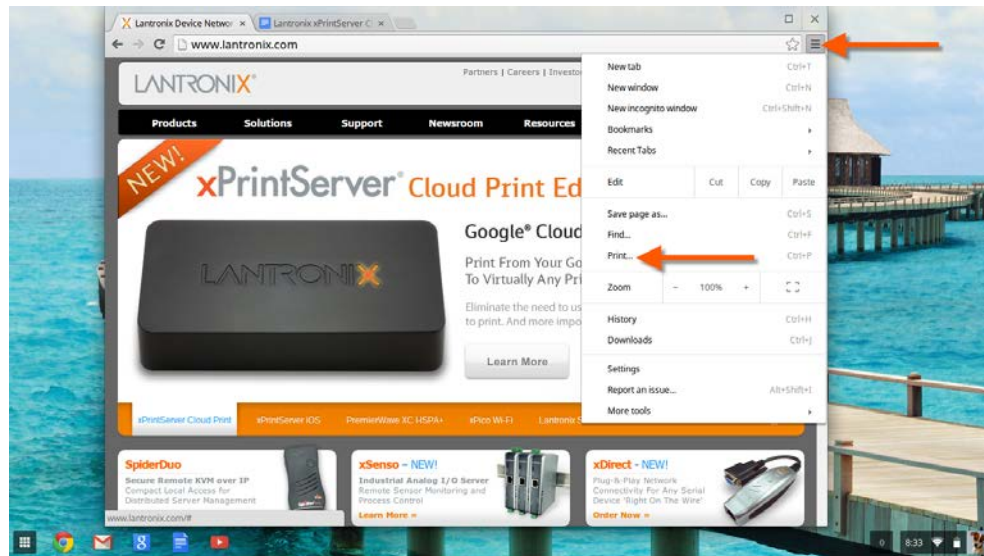 Lantronix Device Networ ×
Lantronix xPrintServer C ×
www.lantronix.com
LANTRONIX®
Partners | Careers | Investo
Products Solutions Support Newsroom Resources
NEW!
xPrintServer® Cloud Print Ed
LANTRONIX
Google® Cloud
Print From Your Go
To Virtually Any Pri
Eliminate the need to us
to print. And more impo
Learn More
xPrintServer Cloud Print xPrintServer iOS PremierWave XC HSPA+ xPico Wi-Fi Lantronix S
SpiderDuo
Secure Remote KVM over IP
Compact Local Access for
Distributed Server Management
xSenso – NEW!
Industrial Analog I/O Server
Remote Sensor Monitoring and
Process Control
Learn More »
xDirect – NEW!
Plug-&-Play Network
Connectivity For Any Serial
Device 'Right On The Wire'
Order Now »
www.lantronix.com/#
New tab Ctrl+T
New window Ctrl+N
New incognito window Ctrl+Shift+N
Bookmarks
Recent Tabs
Edit Cut Copy Paste
Save page as... Ctrl+S
Find... Ctrl+F
Print... Ctrl+P
Zoom − 100% +
History Ctrl+H
Downloads Ctrl+J
Settings
Report an issue... Alt+Shift+I
More tools
8
0 8:33